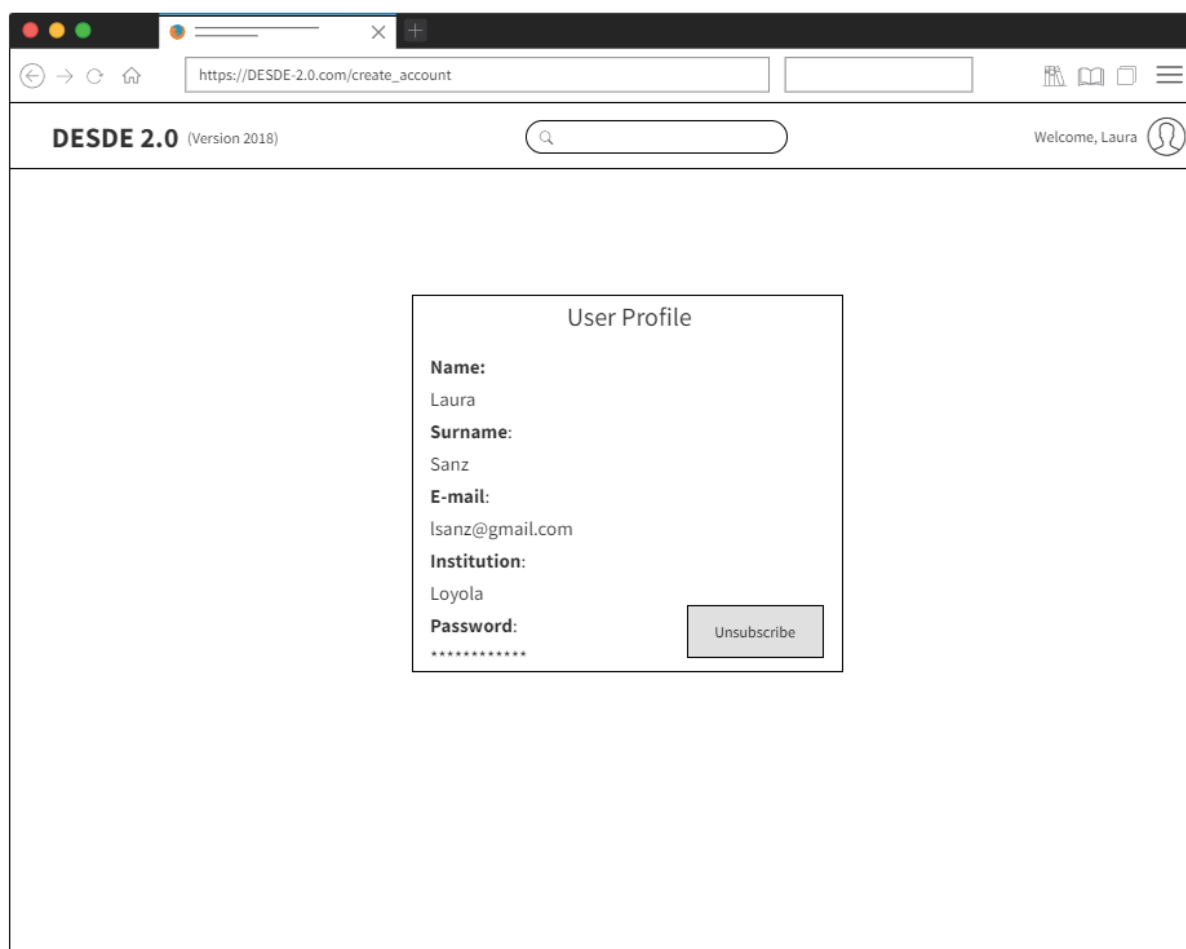 https://DESDE-2.0.com/create_account
DESDE 2.0 (Version 2018)
Welcome, Laura
User Profile
Name:
Laura
Surname:
Sanz
E-mail:
lsanz@gmail.com
Institution:
Loyola
Password:
************
Unsubscribe